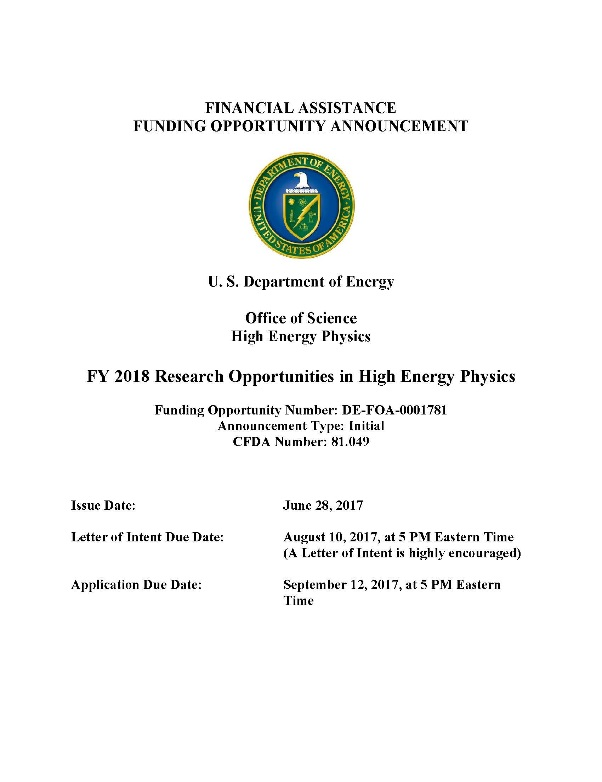 FINANCIAL ASSISTANCE
FUNDING OPPORTUNITY ANNOUNCEMENT
DEPARTMENT OF ENERGY
UNITED STATES OF AMERICA
U. S. Department of Energy
Office of Science
High Energy Physics
FY 2018 Research Opportunities in High Energy Physics
Funding Opportunity Number: DE-FOA-0001781
Announcement Type: Initial
CFDA Number: 81.049
Issue Date: June 28, 2017
Letter of Intent Due Date: August 10, 2017, at 5 PM Eastern Time
(A Letter of Intent is highly encouraged)
Application Due Date: September 12, 2017, at 5 PM Eastern
Time